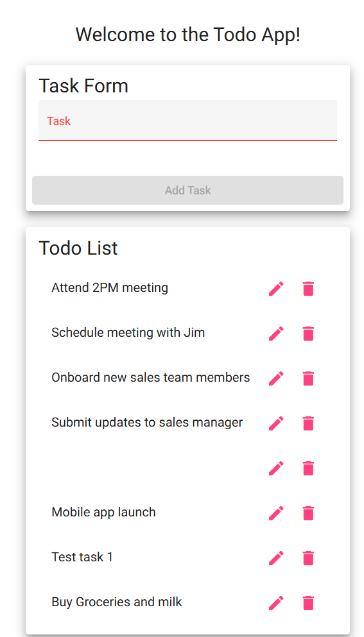 Welcome to the Todo App!
Task Form
Task
Add Task
Todo List
Attend 2PM meeting
Schedule meeting with Jim
Onboard new sales team members
Submit updates to sales manager
Mobile app launch
Test task 1
Buy Groceries and milk